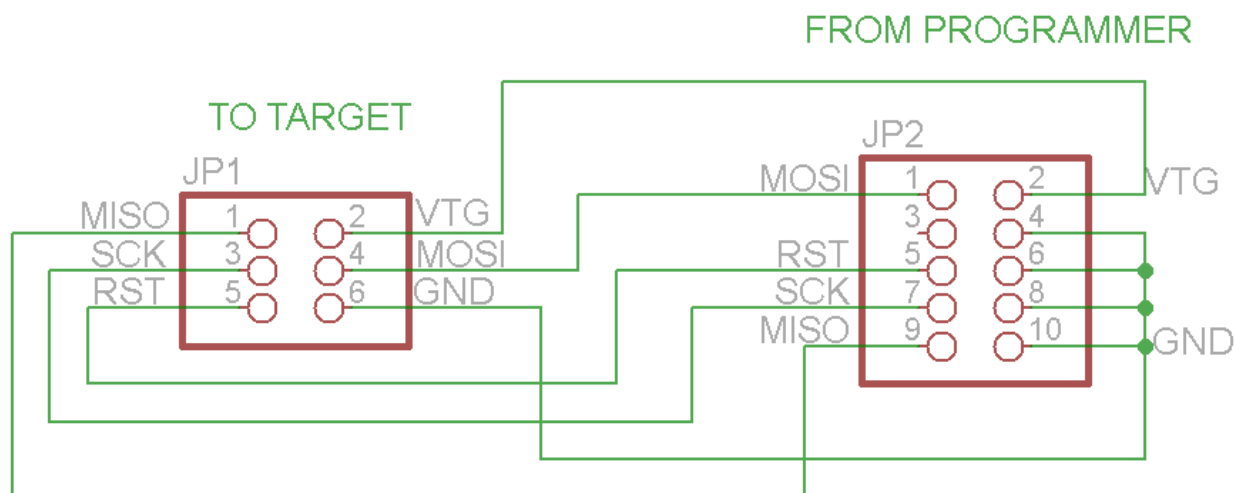 FROM PROGRAMMER
TO TARGET
JP2
JP1
MOSI 1 2 VTG
MISO 1 2 VTG
3 4
SCK 3 4 MOSI
RST 5 6
RST 5 6 GND
SCK 7 8
MISO 9 10 GND